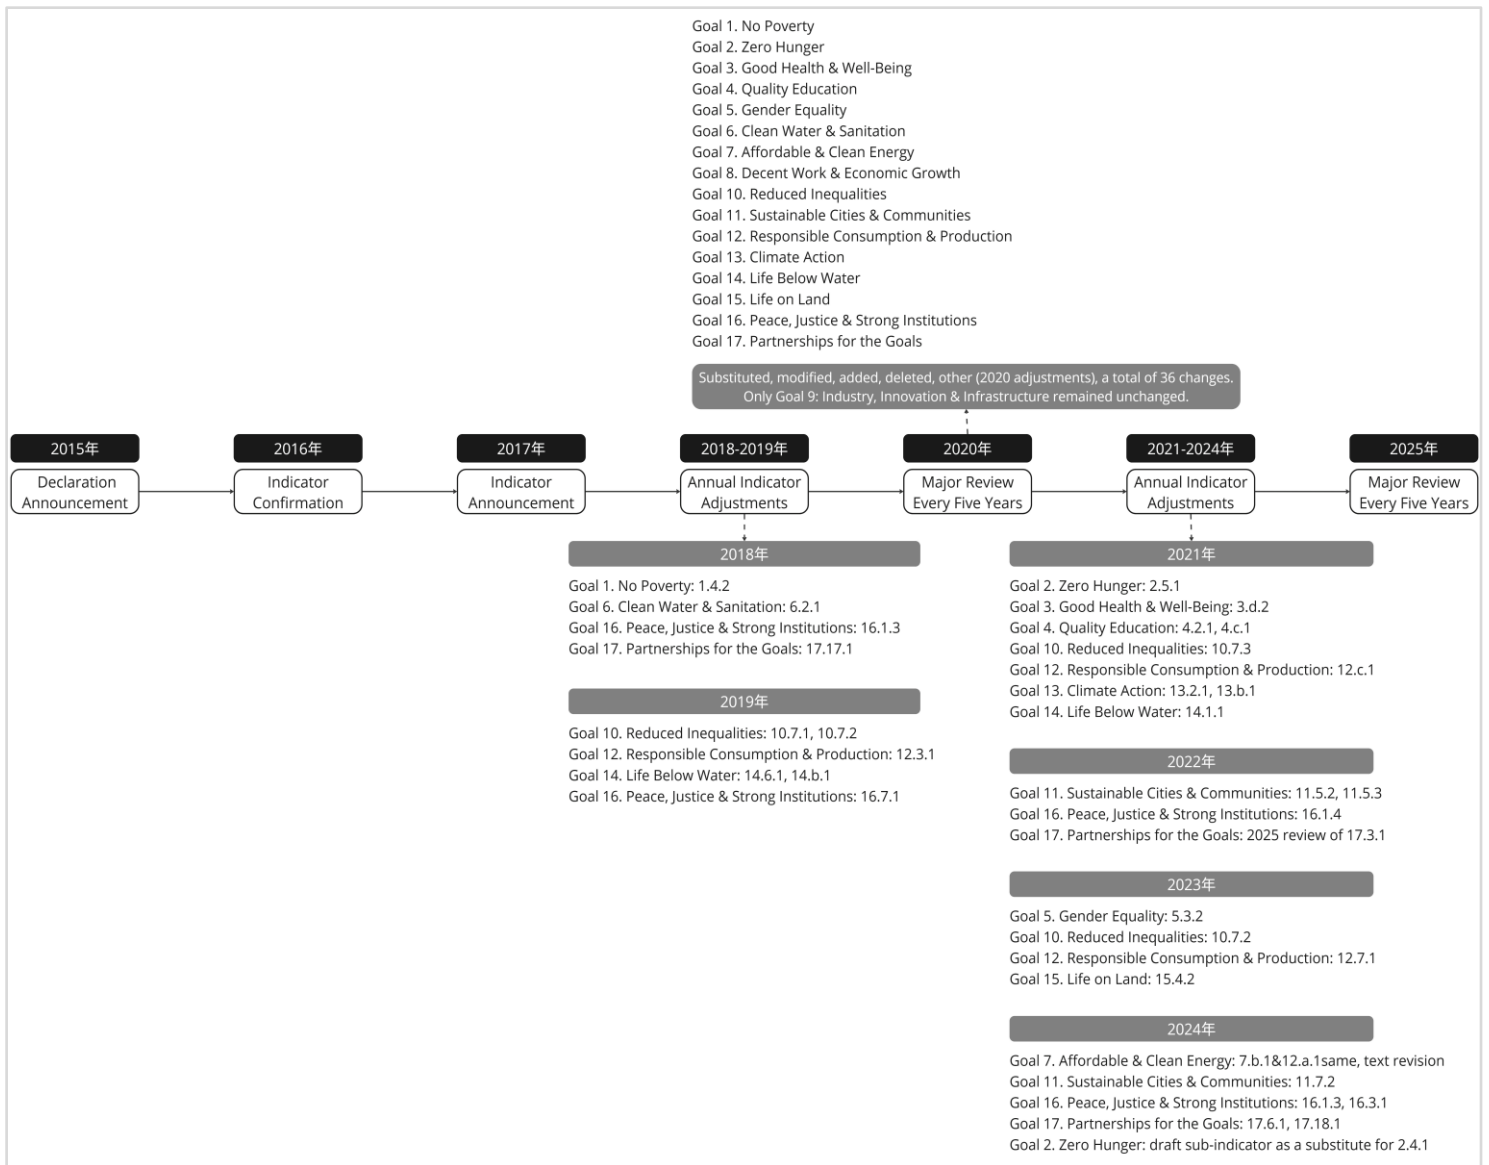 Goal 1. No Poverty
Goal 2. Zero Hunger
Goal 3. Good Health & Well-Being
Goal 4. Quality Education
Goal 5. Gender Equality
Goal 6. Clean Water & Sanitation
Goal 7. Affordable & Clean Energy
Goal 8. Decent Work & Economic Growth
Goal 10. Reduced Inequalities
Goal 11. Sustainable Cities & Communities
Goal 12. Responsible Consumption & Production
Goal 13. Climate Action
Goal 14. Life Below Water
Goal 15. Life on Land
Goal 16. Peace, Justice & Strong Institutions
Goal 17. Partnerships for the Goals
Substituted, modified, added, deleted, other (2020 adjustments), a total of 36 changes.
Only Goal 9: Industry, Innovation & Infrastructure remained unchanged.
2015年
Declaration
Announcement
2016年
Indicator
Confirmation
2017年
Indicator
Announcement
2018-2019年
Annual Indicator
Adjustments
2020年
Major Review
Every Five Years
2021-2024年
Annual Indicator
Adjustments
2025年
Major Review
Every Five Years
2018年
Goal 1. No Poverty: 1.4.2
Goal 6. Clean Water & Sanitation: 6.2.1
Goal 16. Peace, Justice & Strong Institutions: 16.1.3
Goal 17. Partnerships for the Goals: 17.17.1
2019年
Goal 10. Reduced Inequalities: 10.7.1, 10.7.2
Goal 12. Responsible Consumption & Production: 12.3.1
Goal 14. Life Below Water: 14.6.1, 14.b.1
Goal 16. Peace, Justice & Strong Institutions: 16.7.1
2021年
Goal 2. Zero Hunger: 2.5.1
Goal 3. Good Health & Well-Being: 3.d.2
Goal 4. Quality Education: 4.2.1, 4.c.1
Goal 10. Reduced Inequalities: 10.7.3
Goal 12. Responsible Consumption & Production: 12.c.1
Goal 13. Climate Action: 13.2.1, 13.b.1
Goal 14. Life Below Water: 14.1.1
2022年
Goal 11. Sustainable Cities & Communities: 11.5.2, 11.5.3
Goal 16. Peace, Justice & Strong Institutions: 16.1.4
Goal 17. Partnerships for the Goals: 2025 review of 17.3.1
2023年
Goal 5. Gender Equality: 5.3.2
Goal 10. Reduced Inequalities: 10.7.2
Goal 12. Responsible Consumption & Production: 12.7.1
Goal 15. Life on Land: 15.4.2
2024年
Goal 7. Affordable & Clean Energy: 7.b.1&12.a.1same, text revision
Goal 11. Sustainable Cities & Communities: 11.7.2
Goal 16. Peace, Justice & Strong Institutions: 16.1.3, 16.3.1
Goal 17. Partnerships for the Goals: 17.6.1, 17.18.1
Goal 2. Zero Hunger: draft sub-indicator as a substitute for 2.4.1